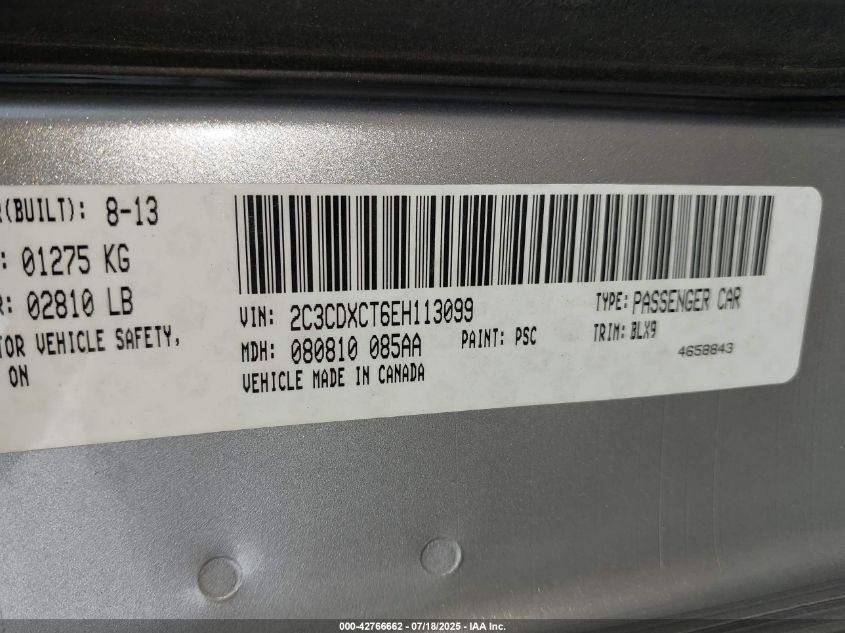 R(BUILT): 8-13
: 01275 KG
R: 02810 LB
TOR VEHICLE SAFETY,
ON
VIN: 2C3CDXCT6EH113099
TYPE: PASSENGER CAR
MDH: 080810 085AA
PAINT: PSC
TRIM: BLX9
VEHICLE MADE IN CANADA
4658843
000-42766662 - 07/18/2025 - IAA Inc.